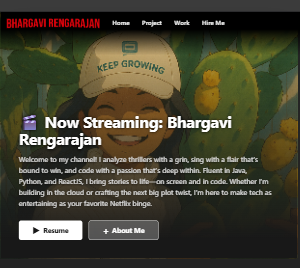 BHARGAVI RENGARAJAN Home Project Work Hire Me
KEEP GROWING
Now Streaming: Bhargavi
Rengarajan
Welcome to my channel! I analyze thrillers with a grin, sing with a flair that's
bound to win, and code with a passion that's deep within. Fluent in Java,
Python, and ReactJS, I bring stories to life—on screen and in code. Whether I'm
building in the cloud or crafting the next big plot twist, I'm here to make tech as
entertaining as your favorite Netflix binge.
▶ Resume + About Me